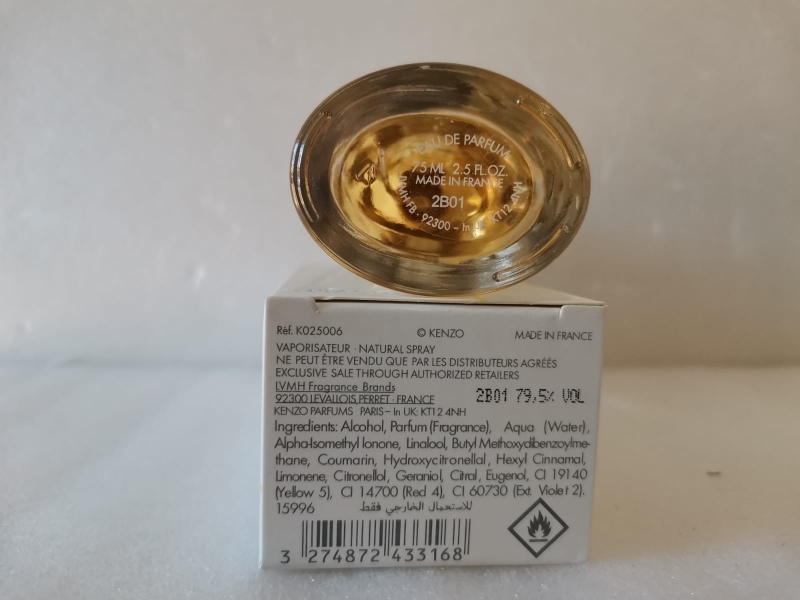 EAU DE PARFUM
75 ML 2.5 FL.OZ.
MADE IN FRANCE
2B01
LVMH FB · 92300 – In UK: KT12 4NH
Réf. K025006 © KENZO MADE IN FRANCE
VAPORISATEUR · NATURAL SPRAY
NE PEUT ÊTRE VENDU QUE PAR LES DISTRIBUTEURS AGRÉÉS
EXCLUSIVE SALE THROUGH AUTHORIZED RETAILERS
LVMH Fragrance Brands
92300 LEVALLOIS,PERRET · FRANCE 2B01 79,5% VOL
KENZO PARFUMS PARIS – In UK: KT12 4NH
Ingredients: Alcohol, Parfum (Fragrance), Aqua (Water),
Alpha-Isomethyl Ionone, Linalool, Butyl Methoxydibenzoylme-
thane, Coumarin, Hydroxycitronellal, Hexyl Cinnamal,
Limonene, Citronellol, Geraniol, Citral, Eugenol, CI 19140
(Yellow 5), CI 14700 (Red 4), CI 60730 (Ext. Violet 2).
15996 للاستعمال الخارجي فقط
3 274872 433168